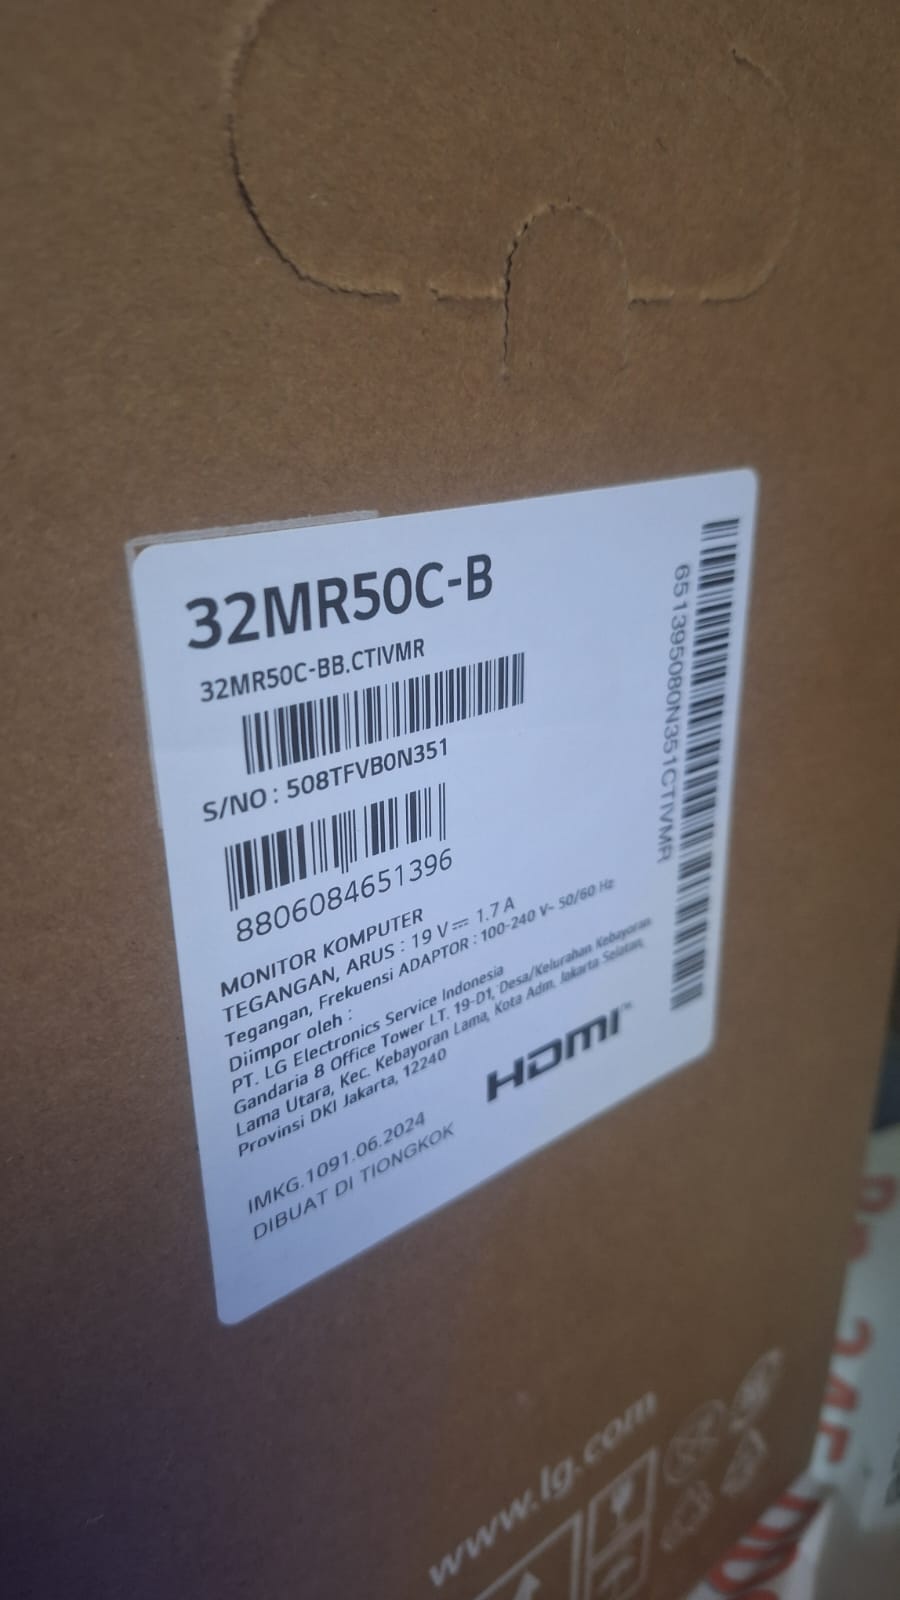 32MR50C-B
32MR50C-BB.CTIVMR
S/NO : 508TFVB0N351
8806084651396
MONITOR KOMPUTER
TEGANGAN, ARUS : 19 V⎓ 1.7 A
Tegangan, Frekuensi ADAPTOR : 100-240 V~ 50/60 Hz
Diimpor oleh :
PT. LG Electronics Service Indonesia
Gandaria 8 Office Tower LT. 19-D1, Desa/Kelurahan Kebayoran
Lama Utara, Kec. Kebayoran Lama, Kota Adm. Jakarta Selatan,
Provinsi DKI Jakarta, 12240
HDMI™
IMKG.1091.06.2024
DIBUAT DI TIONGKOK
651395080N351CTIVMR
www.lg.com